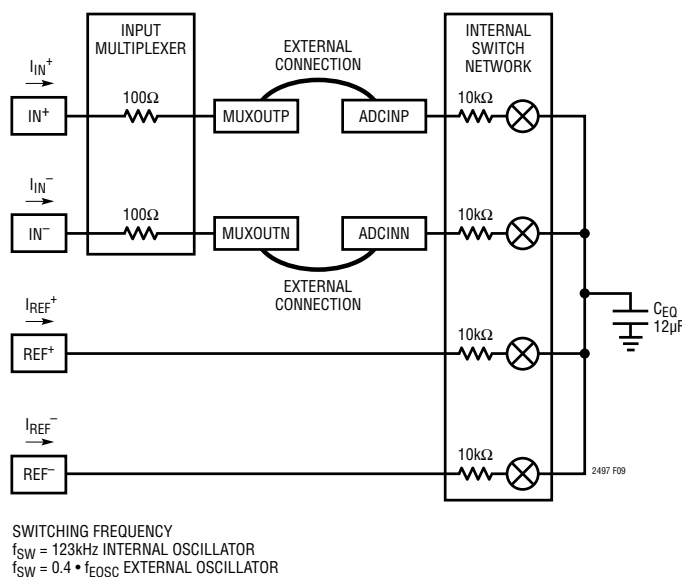 INPUT
MULTIPLEXER
EXTERNAL
CONNECTION
INTERNAL
SWITCH
NETWORK
IIN+
IN+
100Ω
MUXOUTP
ADCINP
10kΩ
IIN–
IN–
100Ω
MUXOUTN
ADCINN
10kΩ
EXTERNAL
CONNECTION
IREF+
REF+
10kΩ
CEQ
12µF
IREF–
REF–
10kΩ
2497 F09
SWITCHING FREQUENCY
fSW = 123kHz INTERNAL OSCILLATOR
fSW = 0.4 • fEOSC EXTERNAL OSCILLATOR